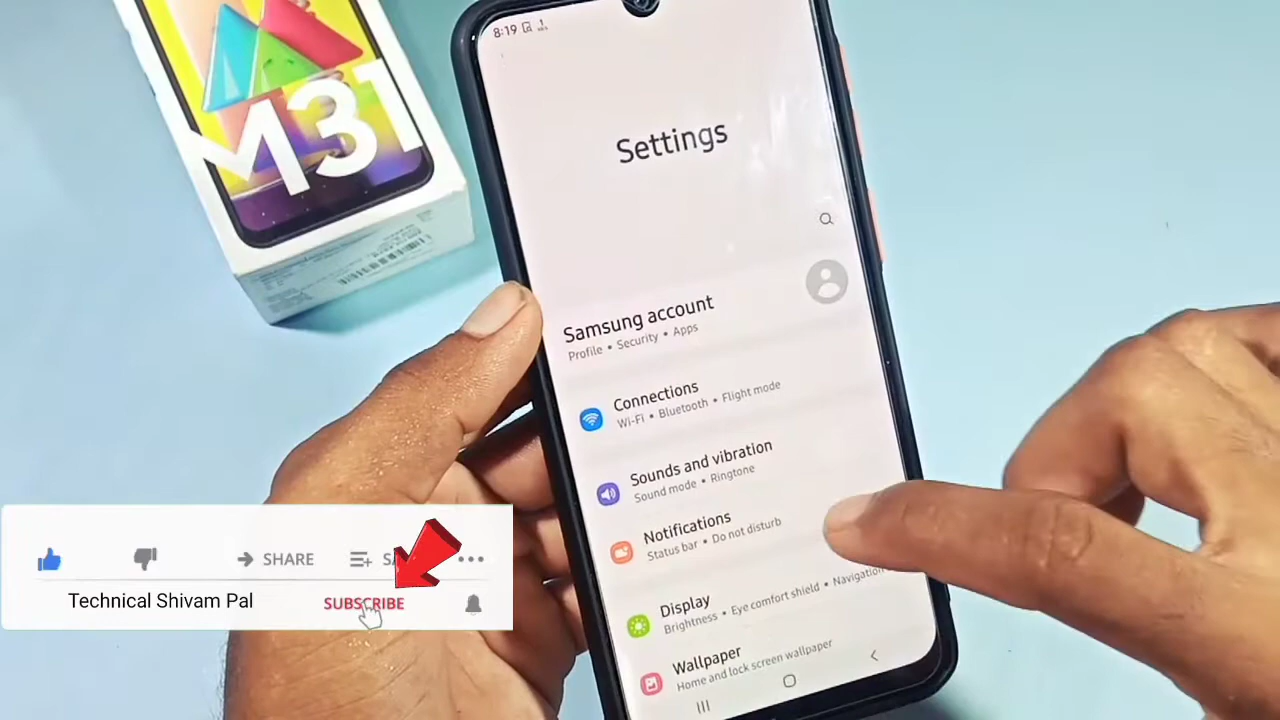 M31
8:19
Settings
Samsung account
Profile • Security • Apps
Connections
Wi-Fi • Bluetooth • Flight mode
Sounds and vibration
Sound mode • Ringtone
Notifications
Status bar • Do not disturb
Display
Brightness • Eye comfort shield • Navigation
Wallpaper
Home and lock screen wallpaper
SHARE
Technical Shivam Pal
SUBSCRIBE